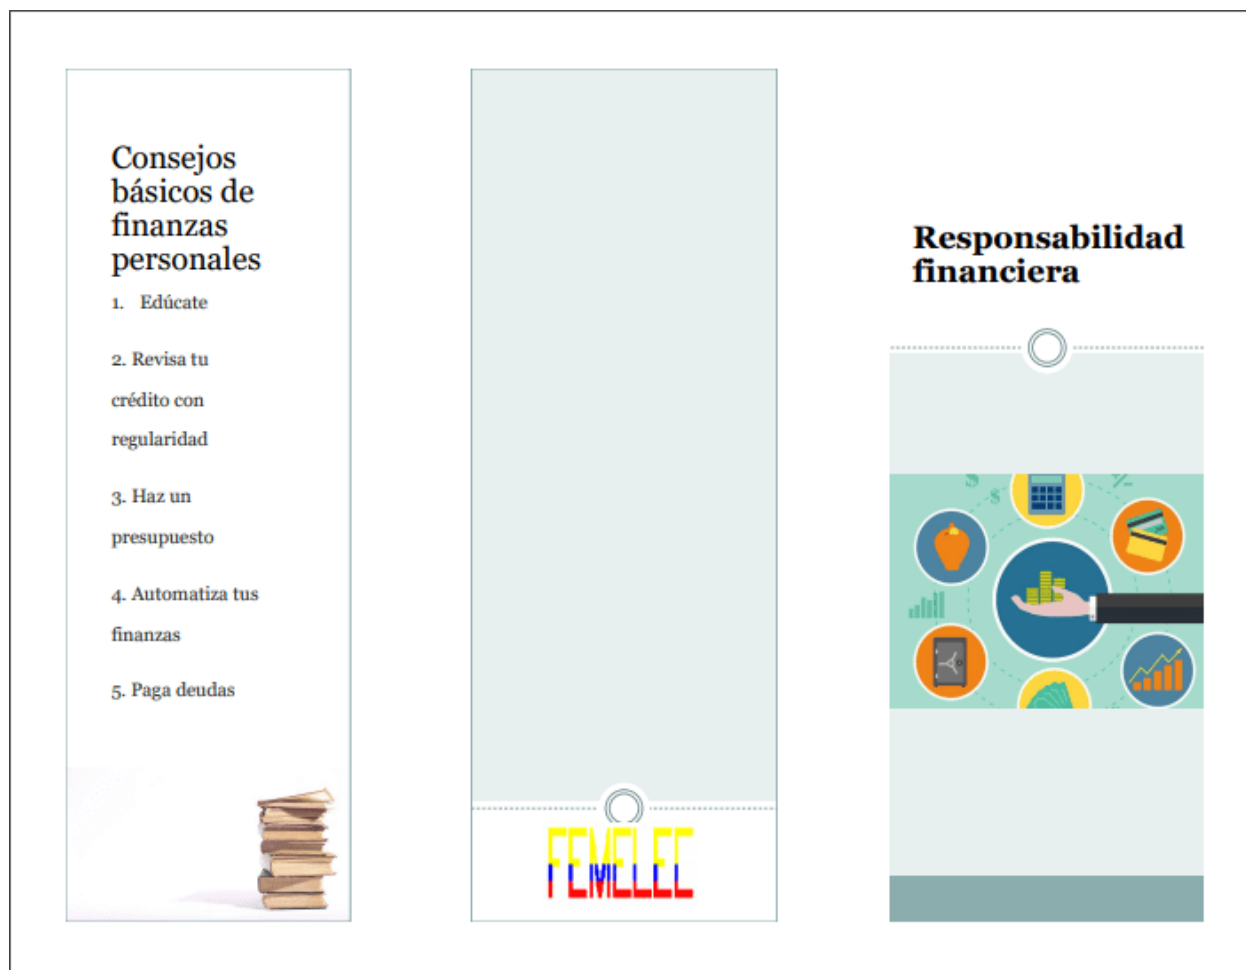 Consejos
básicos de
finanzas
personales
1. Edúcate
2. Revisa tu
crédito con
regularidad
3. Haz un
presupuesto
4. Automatiza tus
finanzas
5. Paga deudas
FEMELEC
Responsabilidad
financiera
$
$